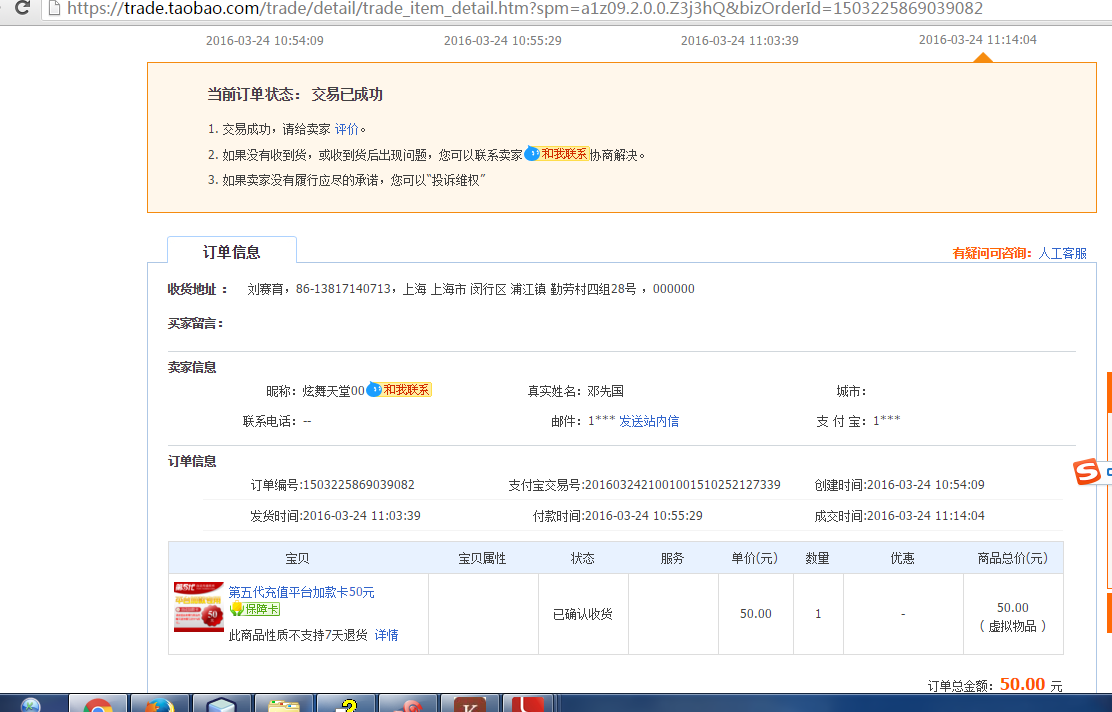 https://trade.taobao.com/trade/detail/trade_item_detail.htm?spm=a1z09.2.0.0.Z3j3hQ&bizOrderId=1503225869039082
2016-03-24 10:54:09 2016-03-24 10:55:29 2016-03-24 11:03:39 2016-03-24 11:14:04
当前订单状态： 交易已成功
1. 交易成功，请给卖家 评价。
2. 如果没有收到货，或收到货后出现问题，您可以联系卖家 和我联系 协商解决。
3. 如果卖家没有履行应尽的承诺，您可以“投诉维权”
订单信息 有疑问可咨询： 人工客服
收货地址 ： 刘赛育，86-13817140713，上海 上海市 闵行区 浦江镇 勤劳村四组28号 ，000000
买家留言：
卖家信息
昵称：炫舞天堂00 和我联系 真实姓名：邓先国 城市：
联系电话：-- 邮件：1*** 发送站内信 支 付 宝：1***
订单信息
订单编号:1503225869039082 支付宝交易号:2016032421001001510252127339 创建时间:2016-03-24 10:54:09
发货时间:2016-03-24 11:03:39 付款时间:2016-03-24 10:55:29 成交时间:2016-03-24 11:14:04
宝贝 宝贝属性 状态 服务 单价(元) 数量 优惠 商品总价(元)
第五代充值平台加款卡50元
保障卡
此商品性质不支持7天退货 详情
已确认收货 50.00 1 - 50.00
（ 虚拟物品 ）
第五代
50
订单总金额：50.00 元